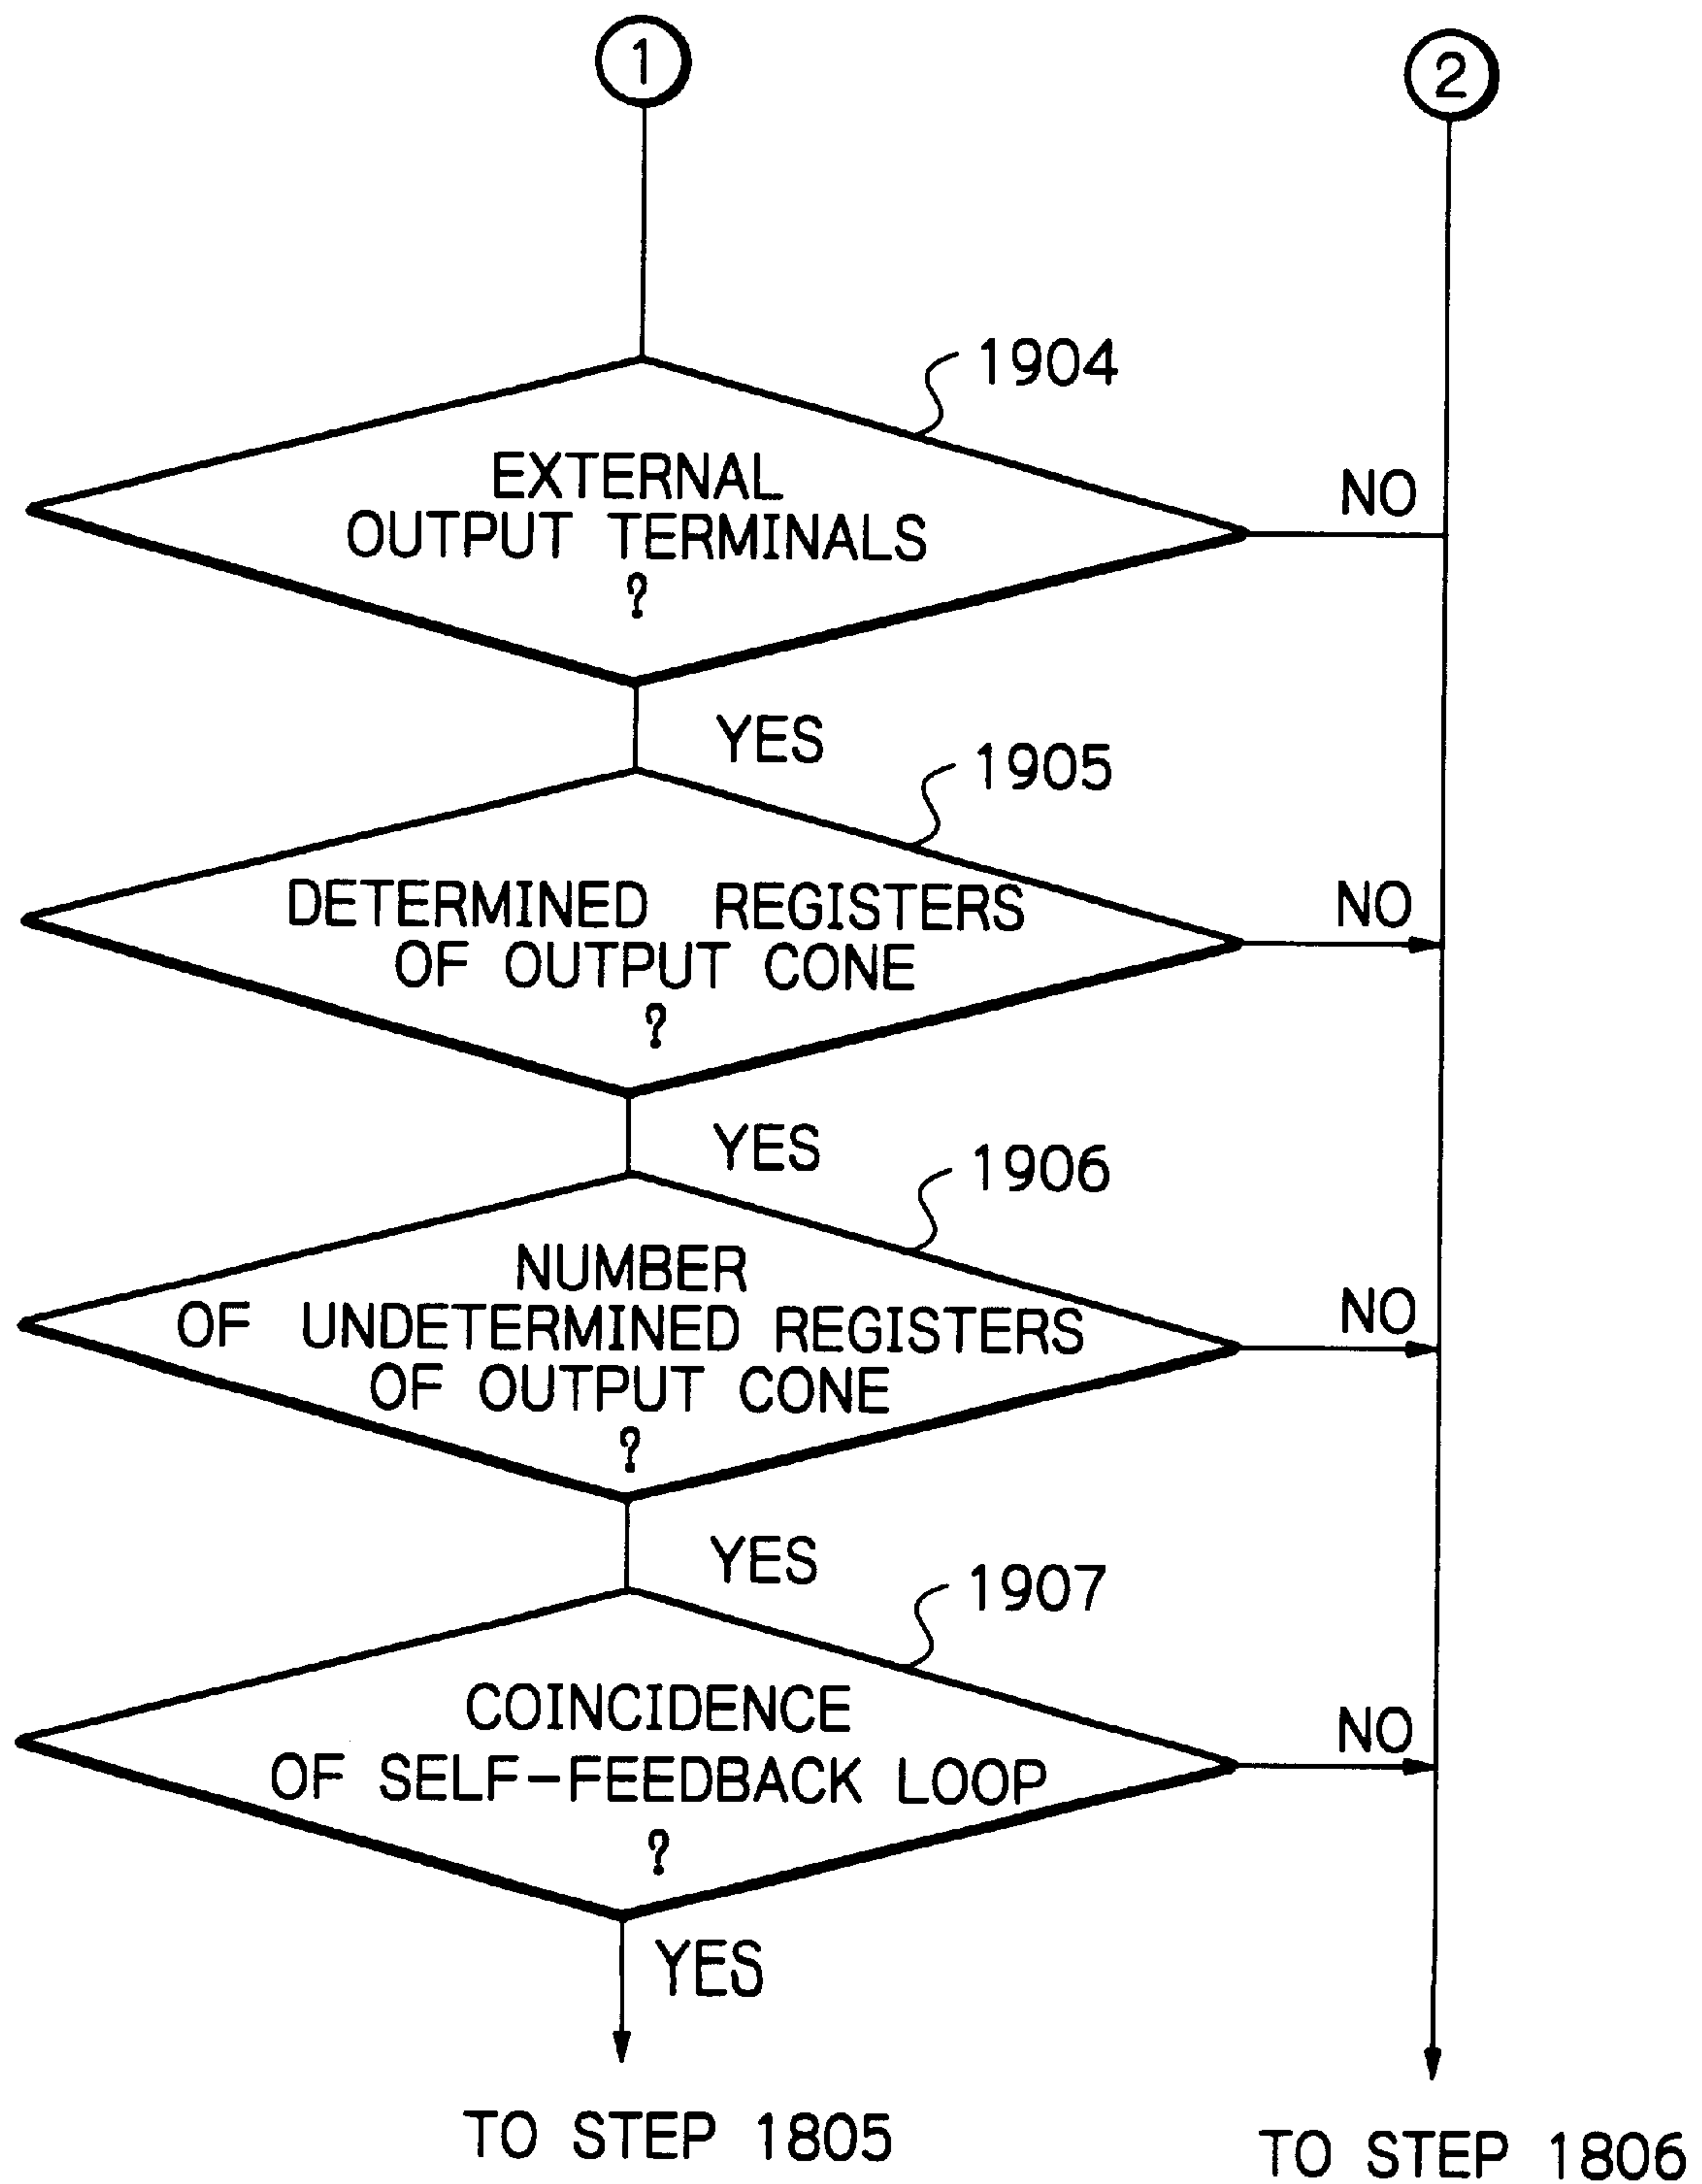 1
2
1904
EXTERNAL
OUTPUT TERMINALS
?
NO
YES
1905
DETERMINED REGISTERS
OF OUTPUT CONE
?
NO
YES
1906
NUMBER
OF UNDETERMINED REGISTERS
OF OUTPUT CONE
?
NO
YES
1907
COINCIDENCE
OF SELF-FEEDBACK LOOP
?
NO
YES
TO STEP 1805
TO STEP 1806